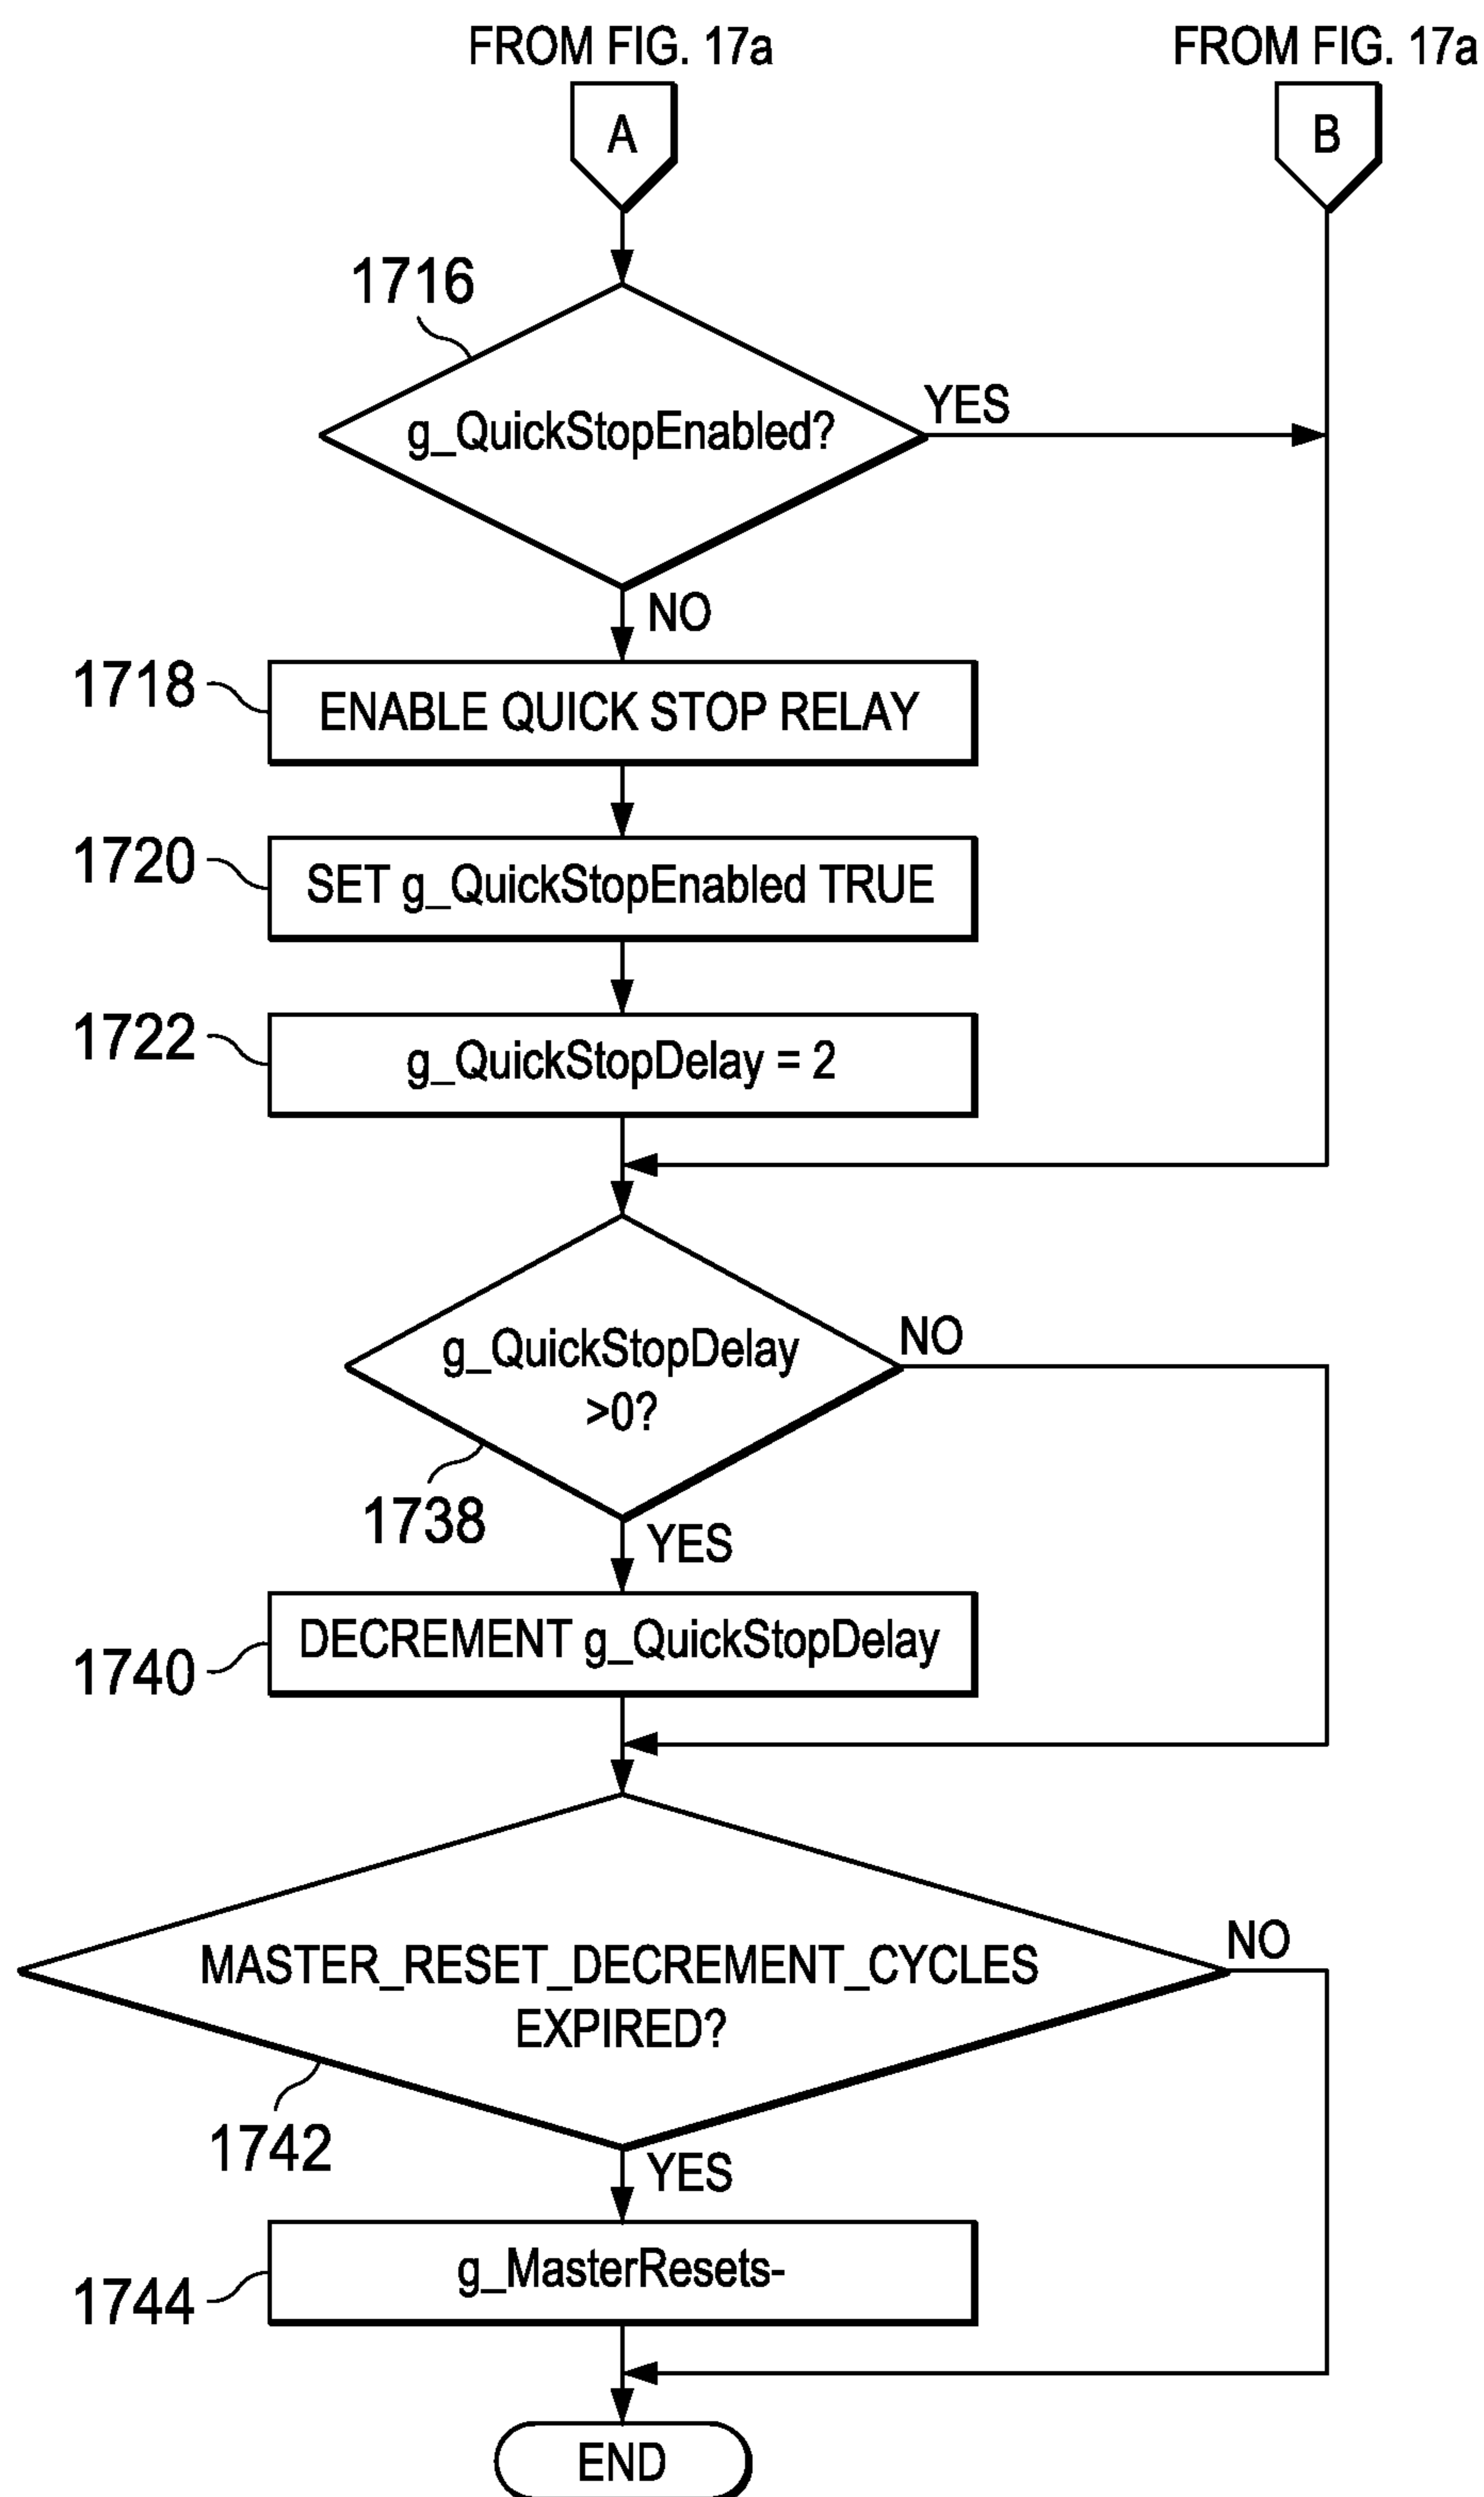 FROM FIG. 17a
FROM FIG. 17a
A
B
1716
g_QuickStopEnabled?
YES
NO
1718
ENABLE QUICK STOP RELAY
1720
SET g_QuickStopEnabled TRUE
1722
g_QuickStopDelay = 2
g_QuickStopDelay
>0?
NO
1738
YES
1740
DECREMENT g_QuickStopDelay
MASTER_RESET_DECREMENT_CYCLES
EXPIRED?
NO
1742
YES
1744
g_MasterResets-
END